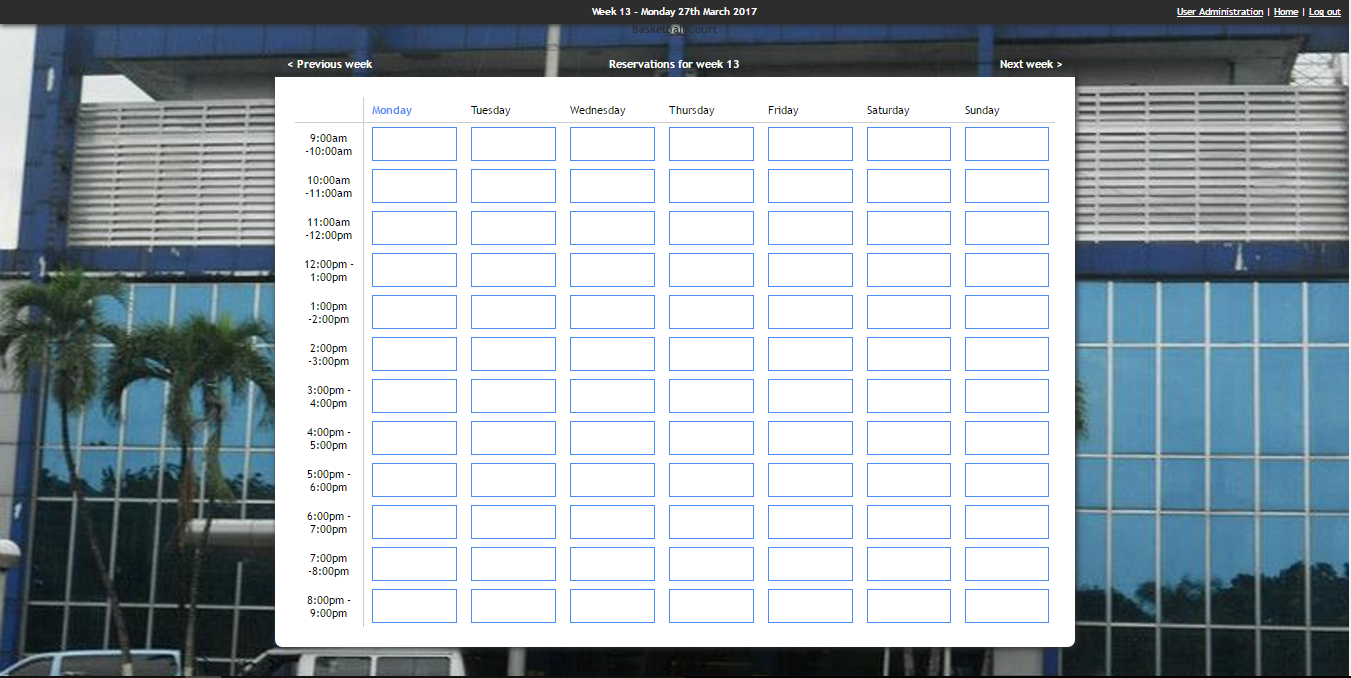 Week 13 - Monday 27th March 2017
User Administration | Home | Log out
Basketball Court
< Previous week
Reservations for week 13
Next week >
Monday Tuesday Wednesday Thursday Friday Saturday Sunday
9:00am
-10:00am
10:00am
-11:00am
11:00am
-12:00pm
12:00pm -
1:00pm
1:00pm
-2:00pm
2:00pm
-3:00pm
3:00pm -
4:00pm
4:00pm -
5:00pm
5:00pm -
6:00pm
6:00pm -
7:00pm
7:00pm
-8:00pm
8:00pm -
9:00pm